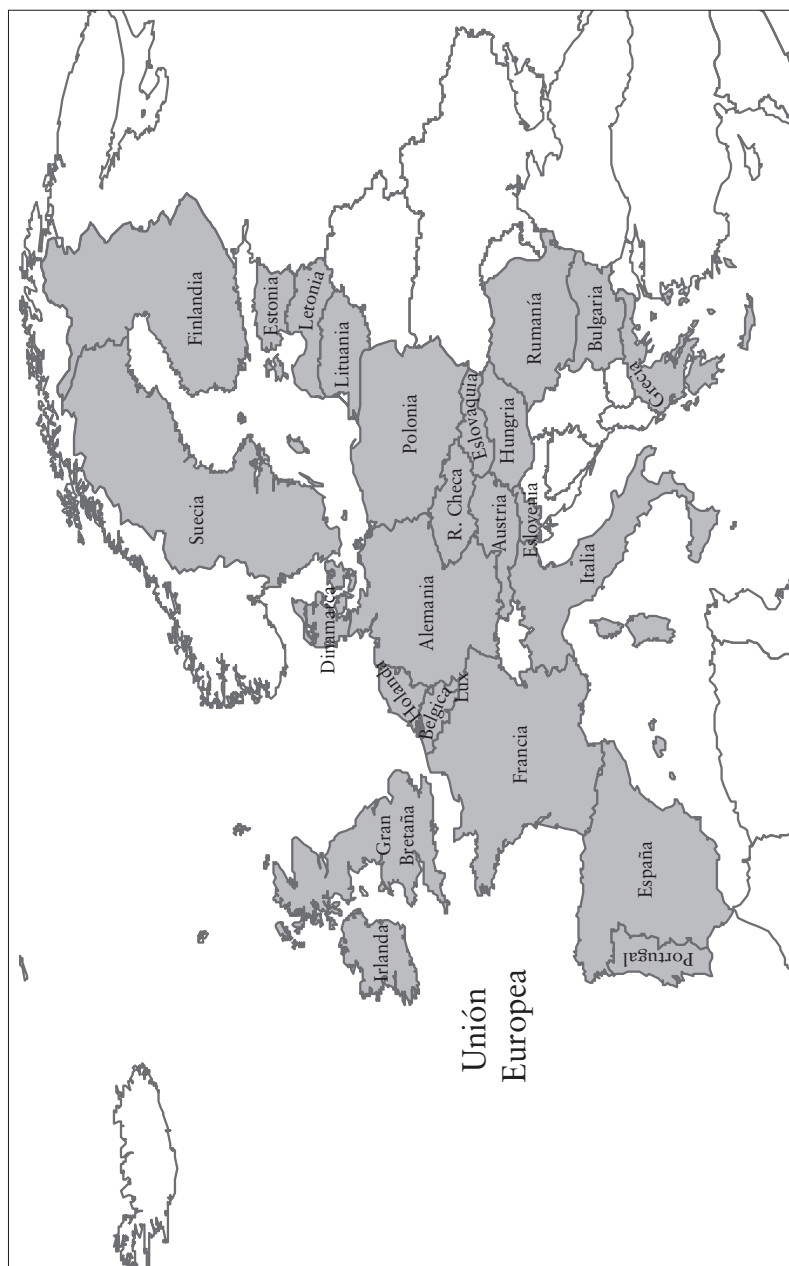 Finlandia
Suecia
Estonia
Letonia
Lituania
Dinamarca
Irlanda
Gran
Bretaña
Holanda
Belgica
Lux
Alemania
Polonia
R. Checa
Eslovaquia
Austria
Hungria
Eslovenia
Rumanía
Bulgaria
Grecia
Italia
Francia
España
Portugal
Unión
Europea